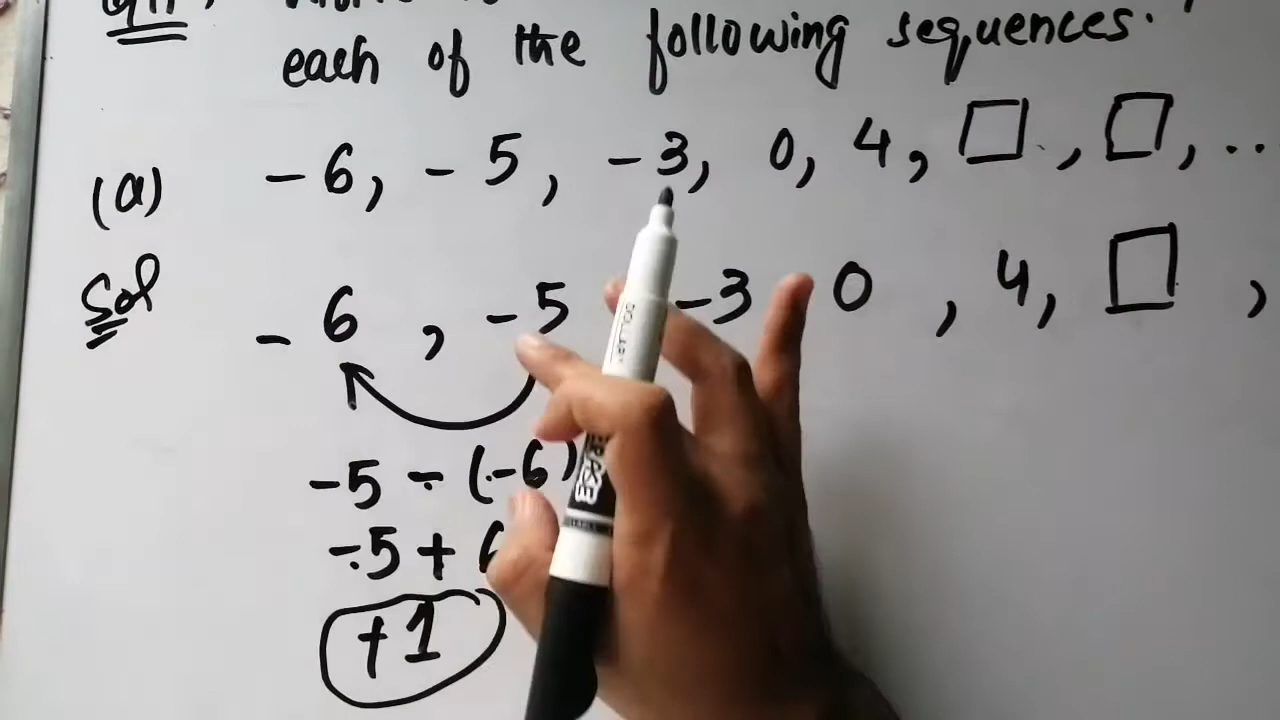 each of the following sequences.
(a) -6, -5, -3, 0, 4, □, □, ..
Sol -6, -5 -3 0, 4, □,
-5 - (-6)
-5 + 6
+1
DOLLAR